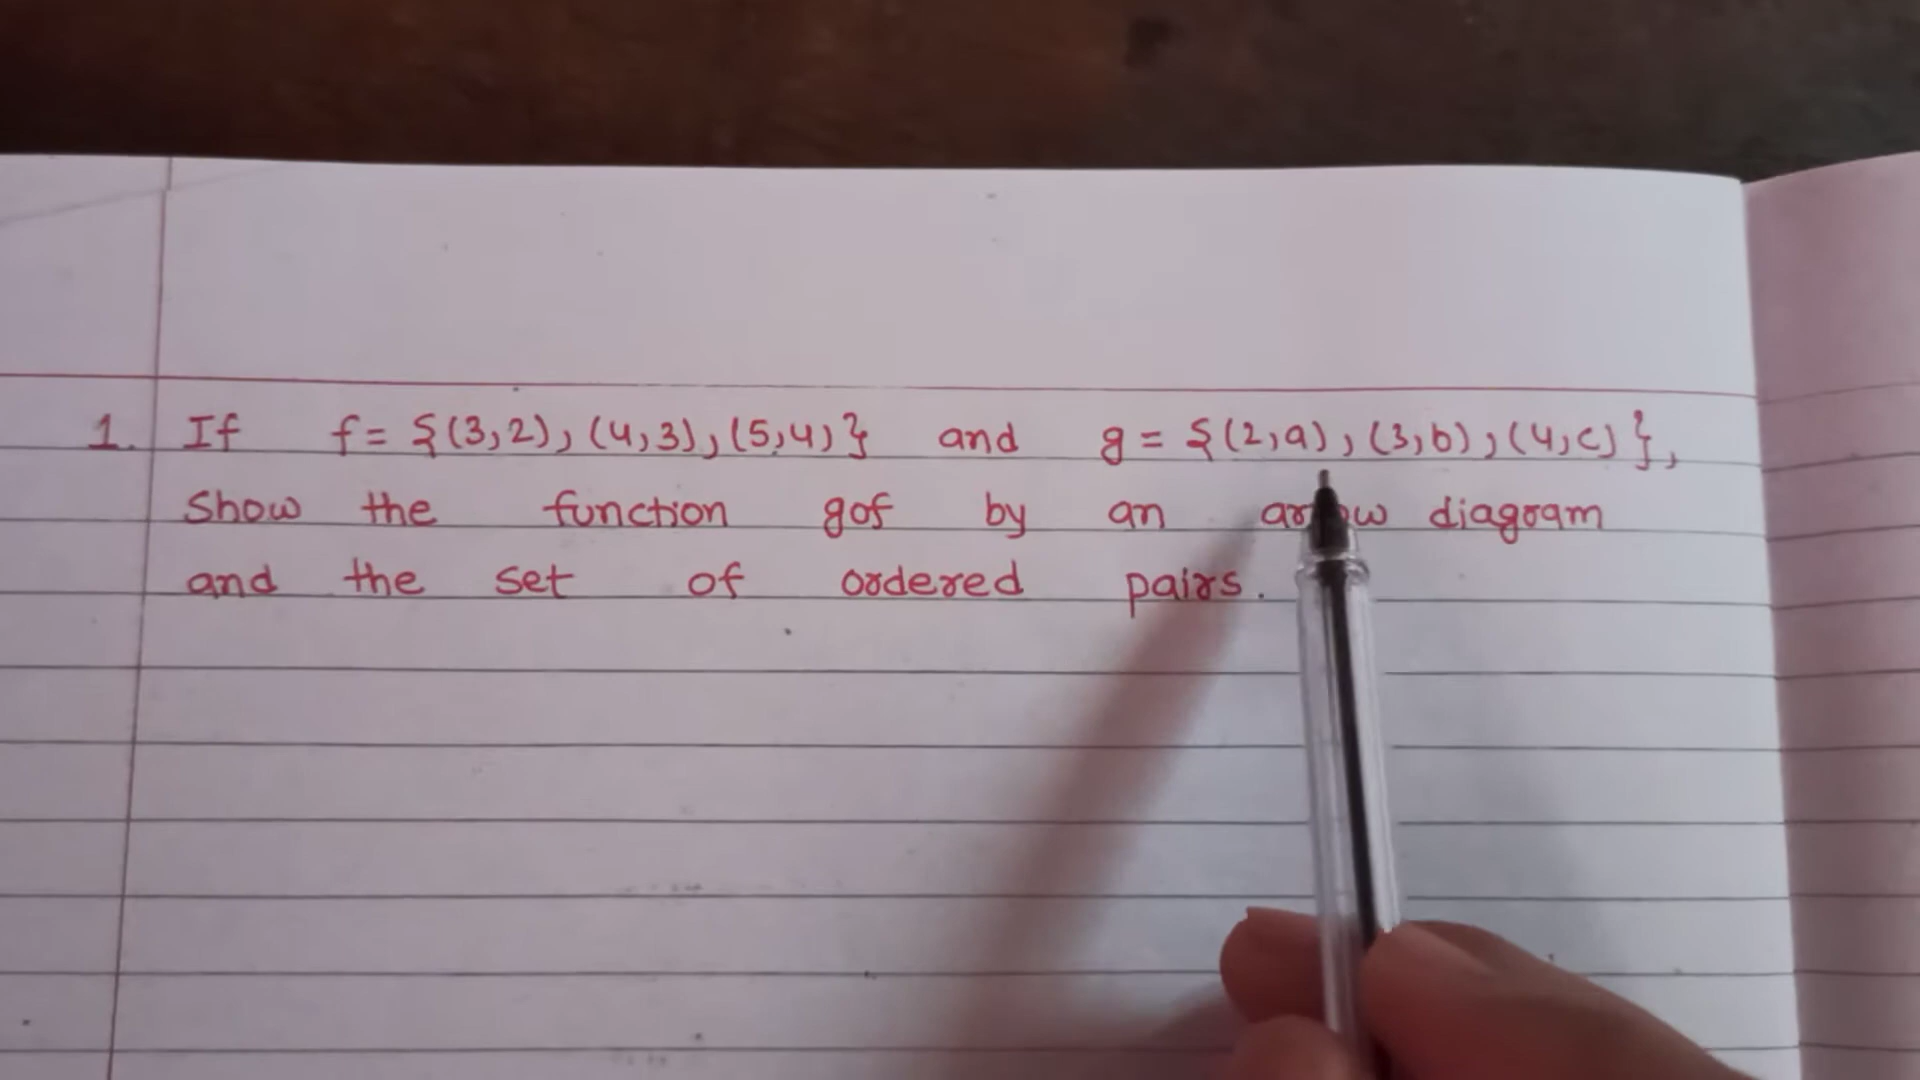 1. If f = {(3,2), (4,3), (5,4)} and g = {(2,a), (3,b), (4,c)},
Show the function gof by an arrow diagram
and the set of ordered pairs.